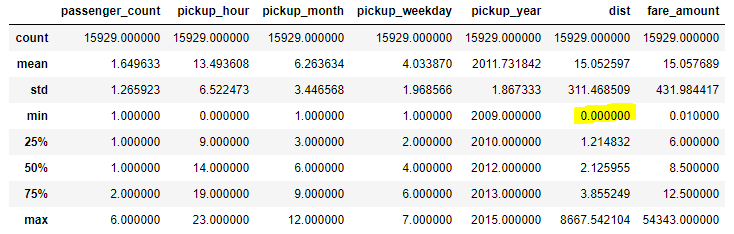 passenger_count pickup_hour pickup_month pickup_weekday pickup_year dist fare_amount
count 15929.000000 15929.000000 15929.000000 15929.000000 15929.000000 15929.000000 15929.000000
mean 1.649633 13.493608 6.263634 4.033870 2011.731842 15.052597 15.057689
std 1.265923 6.522473 3.446568 1.968566 1.867333 311.468509 431.984417
min 1.000000 0.000000 1.000000 1.000000 2009.000000 0.000000 0.010000
25% 1.000000 9.000000 3.000000 2.000000 2010.000000 1.214832 6.000000
50% 1.000000 14.000000 6.000000 4.000000 2012.000000 2.125955 8.500000
75% 2.000000 19.000000 9.000000 6.000000 2013.000000 3.855249 12.500000
max 6.000000 23.000000 12.000000 7.000000 2015.000000 8667.542104 54343.000000